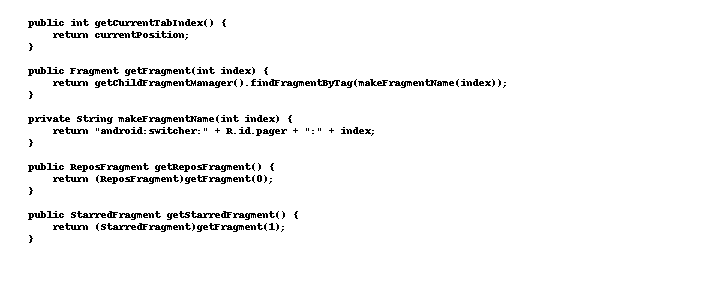 public int getCurrentTabIndex() {
    return currentPosition;
}

public Fragment getFragment(int index) {
    return getChildFragmentManager().findFragmentByTag(makeFragmentName(index));
}

private String makeFragmentName(int index) {
    return "android:switcher:" + R.id.pager + ":" + index;
}

public ReposFragment getReposFragment() {
    return (ReposFragment)getFragment(0);
}

public StarredFragment getStarredFragment() {
    return (StarredFragment)getFragment(1);
}